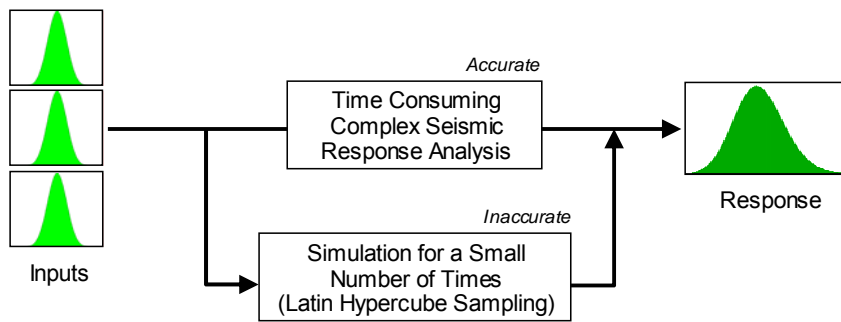 Accurate
Time Consuming
Complex Seismic
Response Analysis
Response
Inaccurate
Simulation for a Small
Number of Times
(Latin Hypercube Sampling)
Inputs